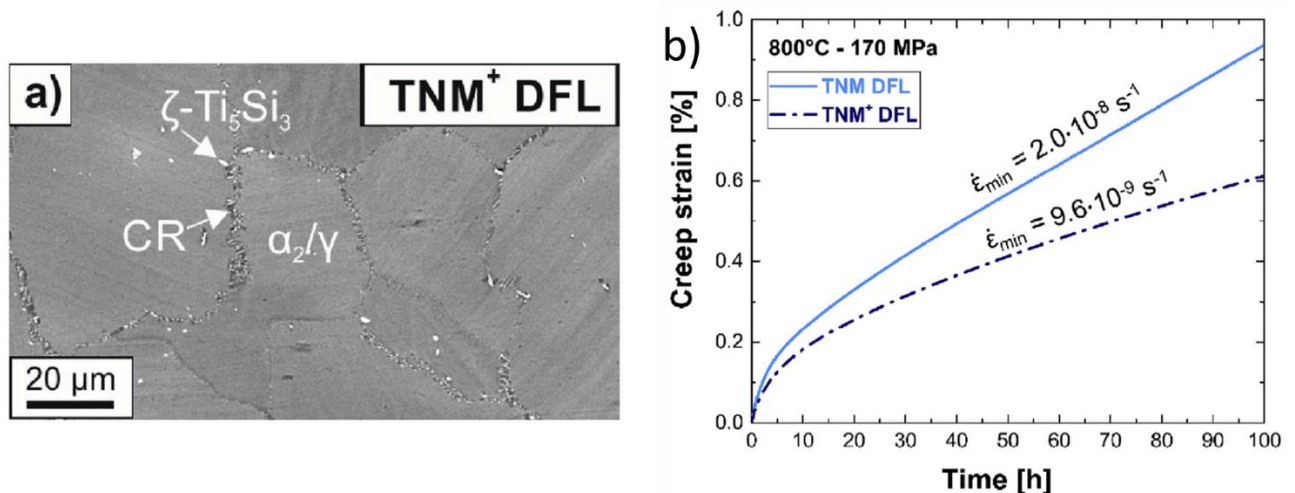 a)
TNM⁺ DFL
ζ-Ti₅Si₃
CR
α₂/γ
20 µm
b)
800°C - 170 MPa
TNM DFL
TNM⁺ DFL
ε̇min = 2.0·10⁻⁸ s⁻¹
ε̇min = 9.6·10⁻⁹ s⁻¹
Creep strain [%]
1.0
0.8
0.6
0.4
0.2
0.0
0 10 20 30 40 50 60 70 80 90 100
Time [h]